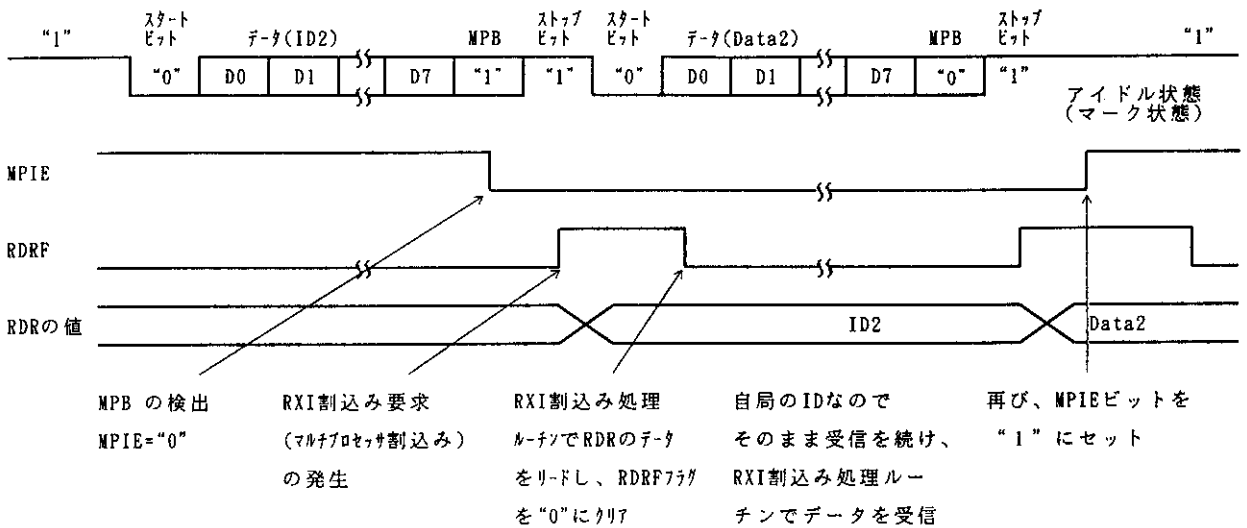 スタート ストップ スタート ストップ
"1" ビット データ(ID2) MPB ビット ビット データ(Data2) MPB ビット "1"
"0" D0 D1 D7 "1" "1" "0" D0 D1 D7 "0" "1"
アイドル状態
(マーク状態)
MPIE
RDRF
RDRの値 ID2 Data2
MPB の検出
MPIE="0"
RXI割込み要求
(マルチプロセッサ割込み)
の発生
RXI割込み処理
ルーチンでRDRのデータ
をリードし、RDRFフラグ
を"0"にクリア
自局のIDなので
そのまま受信を続け、
RXI割込み処理ルー
チンでデータを受信
再び、MPIEビットを
"1"にセット